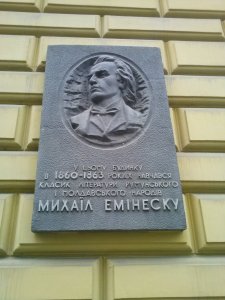 У ЦЬОМУ БУДИНКУ
В 1860-1863 РОКАХ НАВЧАВСЯ
КЛАСИК ЛІТЕРАТУРИ РУМУНСЬКОГО
І МОЛДАВСЬКОГО НАРОДІВ
МИХАЇЛ ЕМІНЕСКУ